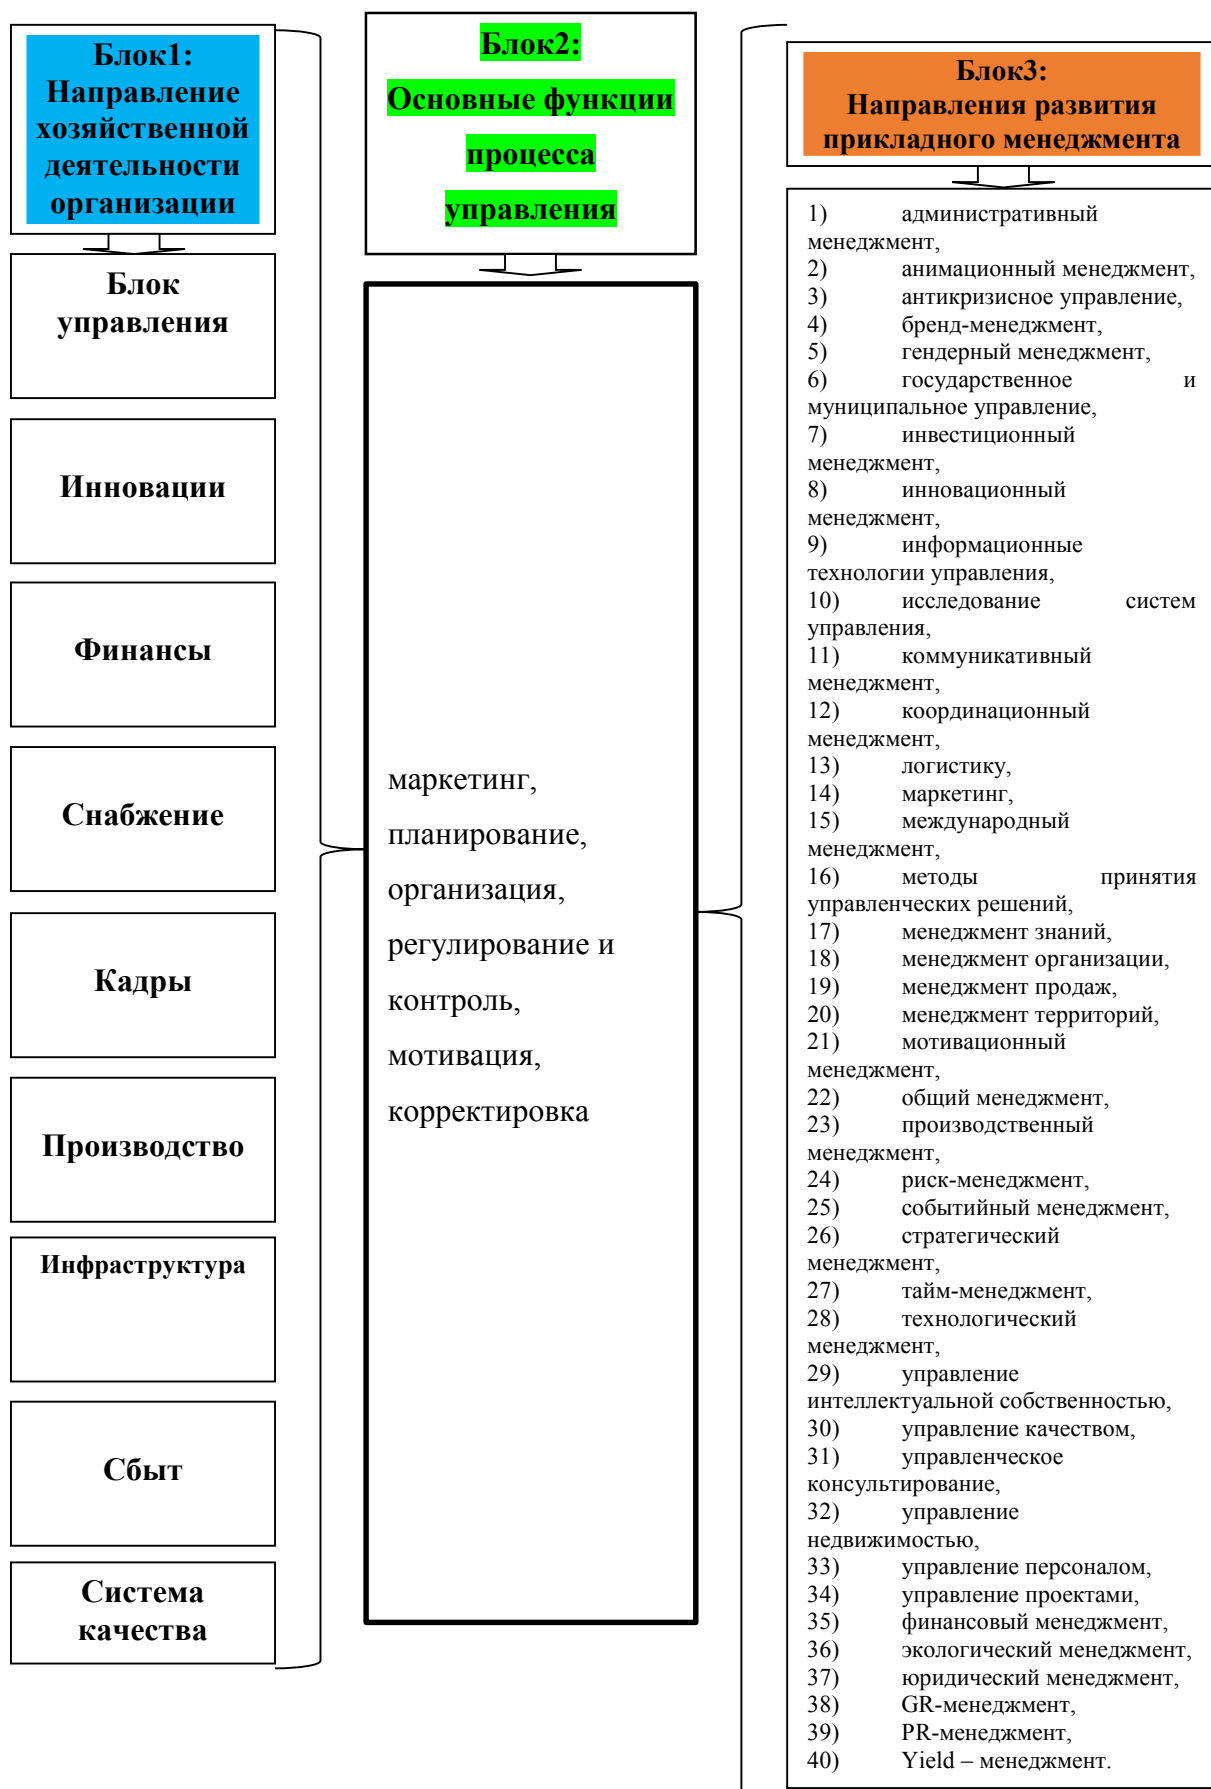 Блок1:
Направление
хозяйственной
деятельности
организации
Блок
управления
Инновации
Финансы
Снабжение
Кадры
Производство
Инфраструктура
Сбыт
Система
качества
Блок2:
Основные функции
процесса
управления
маркетинг,
планирование,
организация,
регулирование и
контроль,
мотивация,
корректировка
Блок3:
Направления развития
прикладного менеджмента
1) административный
менеджмент,
2) анимационный менеджмент,
3) антикризисное управление,
4) бренд-менеджмент,
5) гендерный менеджмент,
6) государственное и
муниципальное управление,
7) инвестиционный
менеджмент,
8) инновационный
менеджмент,
9) информационные
технологии управления,
10) исследование систем
управления,
11) коммуникативный
менеджмент,
12) координационный
менеджмент,
13) логистику,
14) маркетинг,
15) международный
менеджмент,
16) методы принятия
управленческих решений,
17) менеджмент знаний,
18) менеджмент организации,
19) менеджмент продаж,
20) менеджмент территорий,
21) мотивационный
менеджмент,
22) общий менеджмент,
23) производственный
менеджмент,
24) риск-менеджмент,
25) событийный менеджмент,
26) стратегический
менеджмент,
27) тайм-менеджмент,
28) технологический
менеджмент,
29) управление
интеллектуальной собственностью,
30) управление качеством,
31) управленческое
консультирование,
32) управление
недвижимостью,
33) управление персоналом,
34) управление проектами,
35) финансовый менеджмент,
36) экологический менеджмент,
37) юридический менеджмент,
38) GR-менеджмент,
39) PR-менеджмент,
40) Yield – менеджмент.